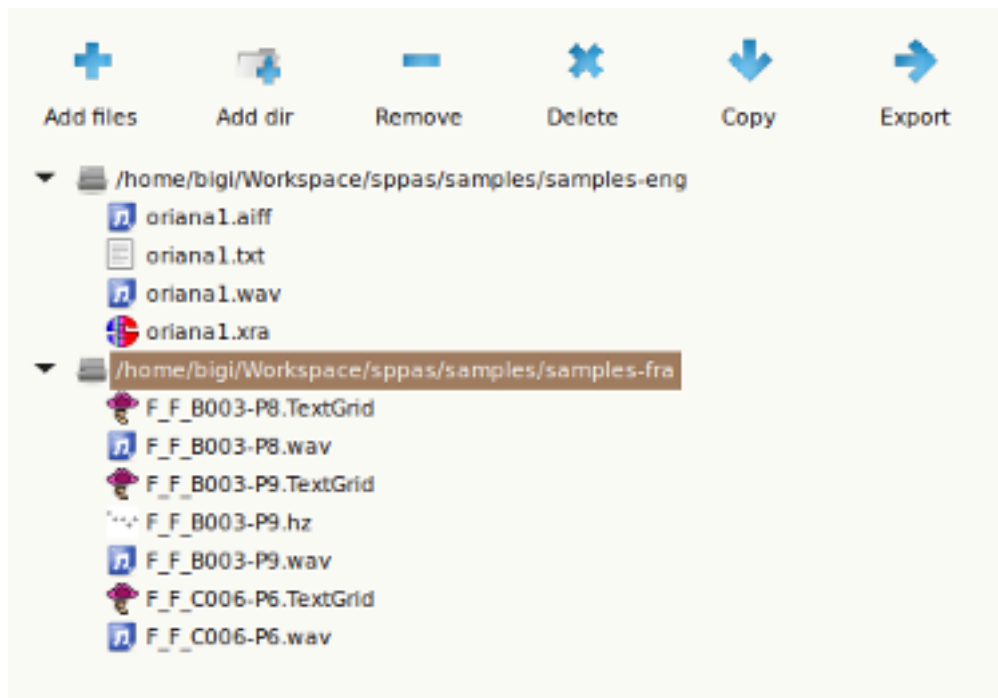 Add files Add dir Remove Delete Copy Export
/home/bigi/Workspace/sppas/samples/samples-eng
oriana1.aiff
oriana1.txt
oriana1.wav
oriana1.xra
/home/bigi/Workspace/sppas/samples/samples-fra
F_F_B003-P8.TextGrid
F_F_B003-P8.wav
F_F_B003-P9.TextGrid
F_F_B003-P9.hz
F_F_B003-P9.wav
F_F_C006-P6.TextGrid
F_F_C006-P6.wav